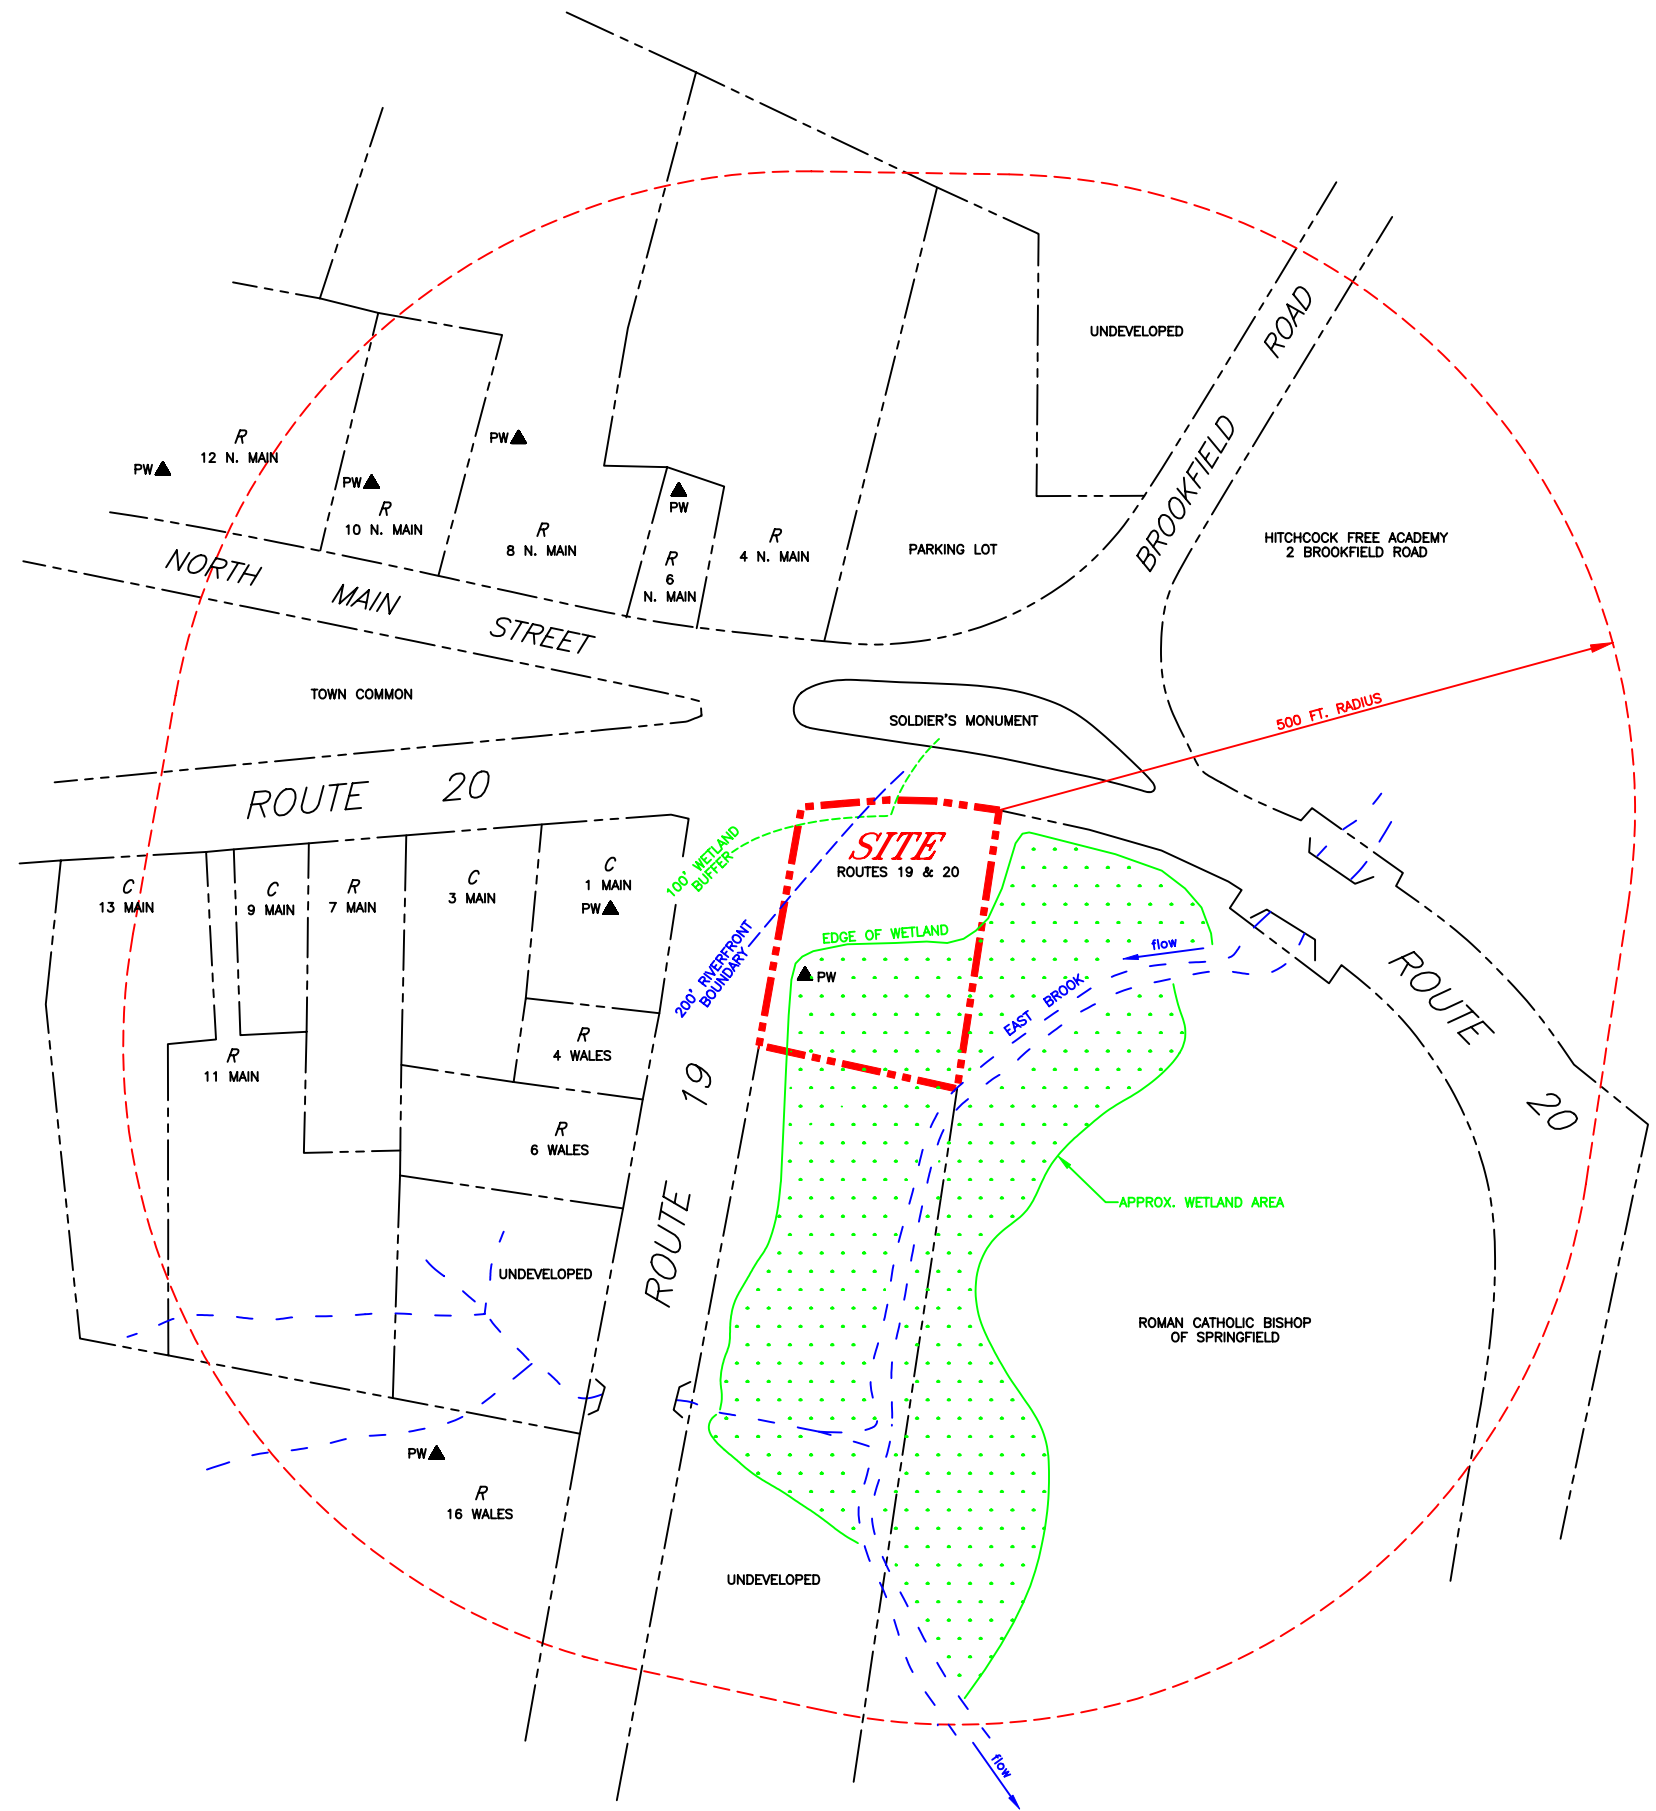 UNDEVELOPED
ROAD
BROOKFIELD
R
12 N. MAIN
PW
PW
R
10 N. MAIN
PW
R
8 N. MAIN
PW
R
6
N. MAIN
R
4 N. MAIN
PARKING LOT
HITCHCOCK FREE ACADEMY
2 BROOKFIELD ROAD
NORTH MAIN STREET
TOWN COMMON
SOLDIER'S MONUMENT
500 FT. RADIUS
ROUTE 20
100' WETLAND
BUFFER
SITE
ROUTES 19 & 20
C
13 MAIN
C
9 MAIN
R
7 MAIN
C
3 MAIN
C
1 MAIN
PW
200' RIVERFRONT
BOUNDARY
EDGE OF WETLAND
PW
flow
EAST BROOK
ROUTE 20
R
11 MAIN
R
4 WALES
R
6 WALES
ROUTE 19
APPROX. WETLAND AREA
UNDEVELOPED
ROMAN CATHOLIC BISHOP
OF SPRINGFIELD
PW
R
16 WALES
UNDEVELOPED
flow